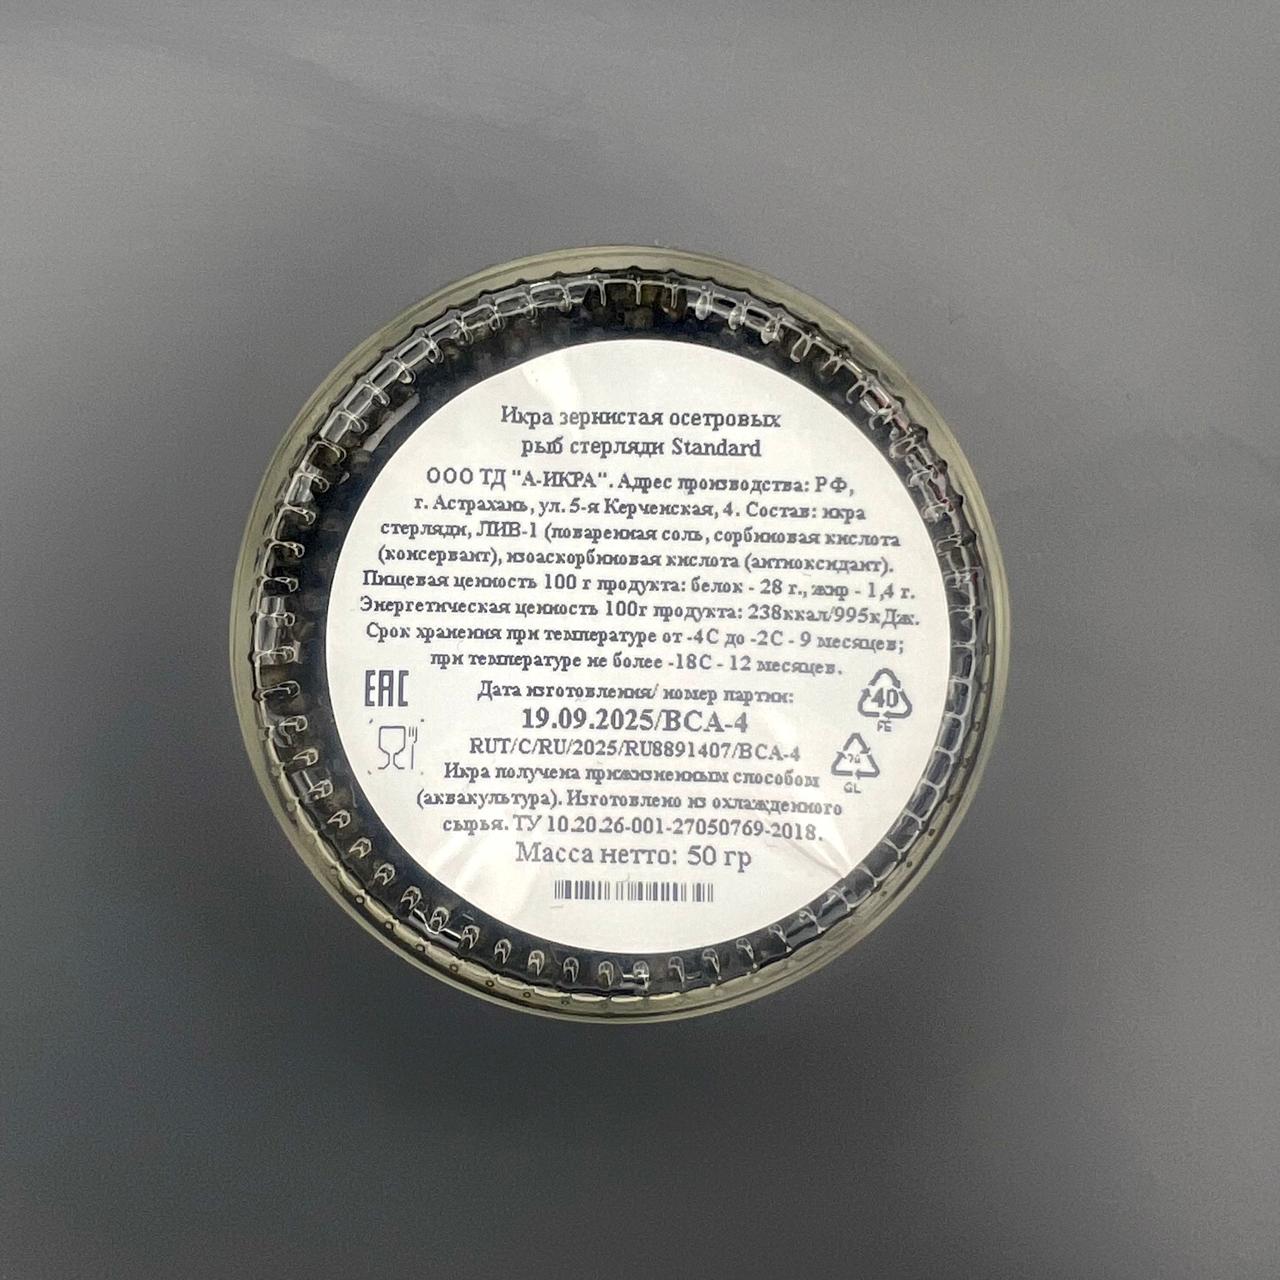 Икра зернистая осетровых
рыб стерляди Standard
ООО ТД "А-ИКРА". Адрес производства: РФ,
г. Астрахань, ул. 5-я Керченская, 4. Состав: икра
стерляди, ЛИВ-1 (поваренная соль, сорбиновая кислота
(консервант), изоаскорбиновая кислота (антиоксидант).
Пищевая ценность 100 г продукта: белок - 28 г., жир - 1,4 г.
Энергетическая ценность 100г продукта: 238ккал/995кДж.
Срок хранения при температуре от -4С до -2С - 9 месяцев;
при температуре не более -18С - 12 месяцев.
EAC
Дата изготовления/ номер партии:
19.09.2025/BCA-4
RUT/C/RU/2025/RU8891407/BCA-4
40
PE
GL
Икра получена прижизненным способом
(аквакультура). Изготовлено из охлажденного
сырья. ТУ 10.20.26-001-27050769-2018.
Масса нетто: 50 гр